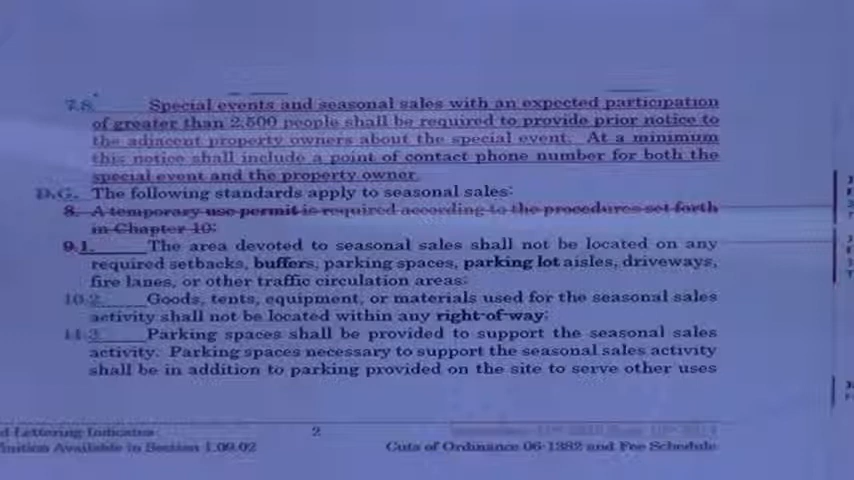 7.8. Special events and seasonal sales with an expected participation
of greater than 2,500 people shall be required to provide prior notice to
the adjacent property owners about the special event. At a minimum
this notice shall include a point of contact phone number for both the
special event and the property owner.
D.G. The following standards apply to seasonal sales:
8. A temporary use permit is required according to the procedures set forth
in Chapter 10;
9.1. The area devoted to seasonal sales shall not be located on any
required setbacks, buffers, parking spaces, parking lot aisles, driveways,
fire lanes, or other traffic circulation areas;
10.2. Goods, tents, equipment, or materials used for the seasonal sales
activity shall not be located within any right-of-way;
11.3. Parking spaces shall be provided to support the seasonal sales
activity. Parking spaces necessary to support the seasonal sales activity
shall be in addition to parking provided on the site to serve other uses
d Lettering Indicates
2
inition Available in Section 1.09.02
Cuts of Ordinance 06-1382 and Fee Schedule